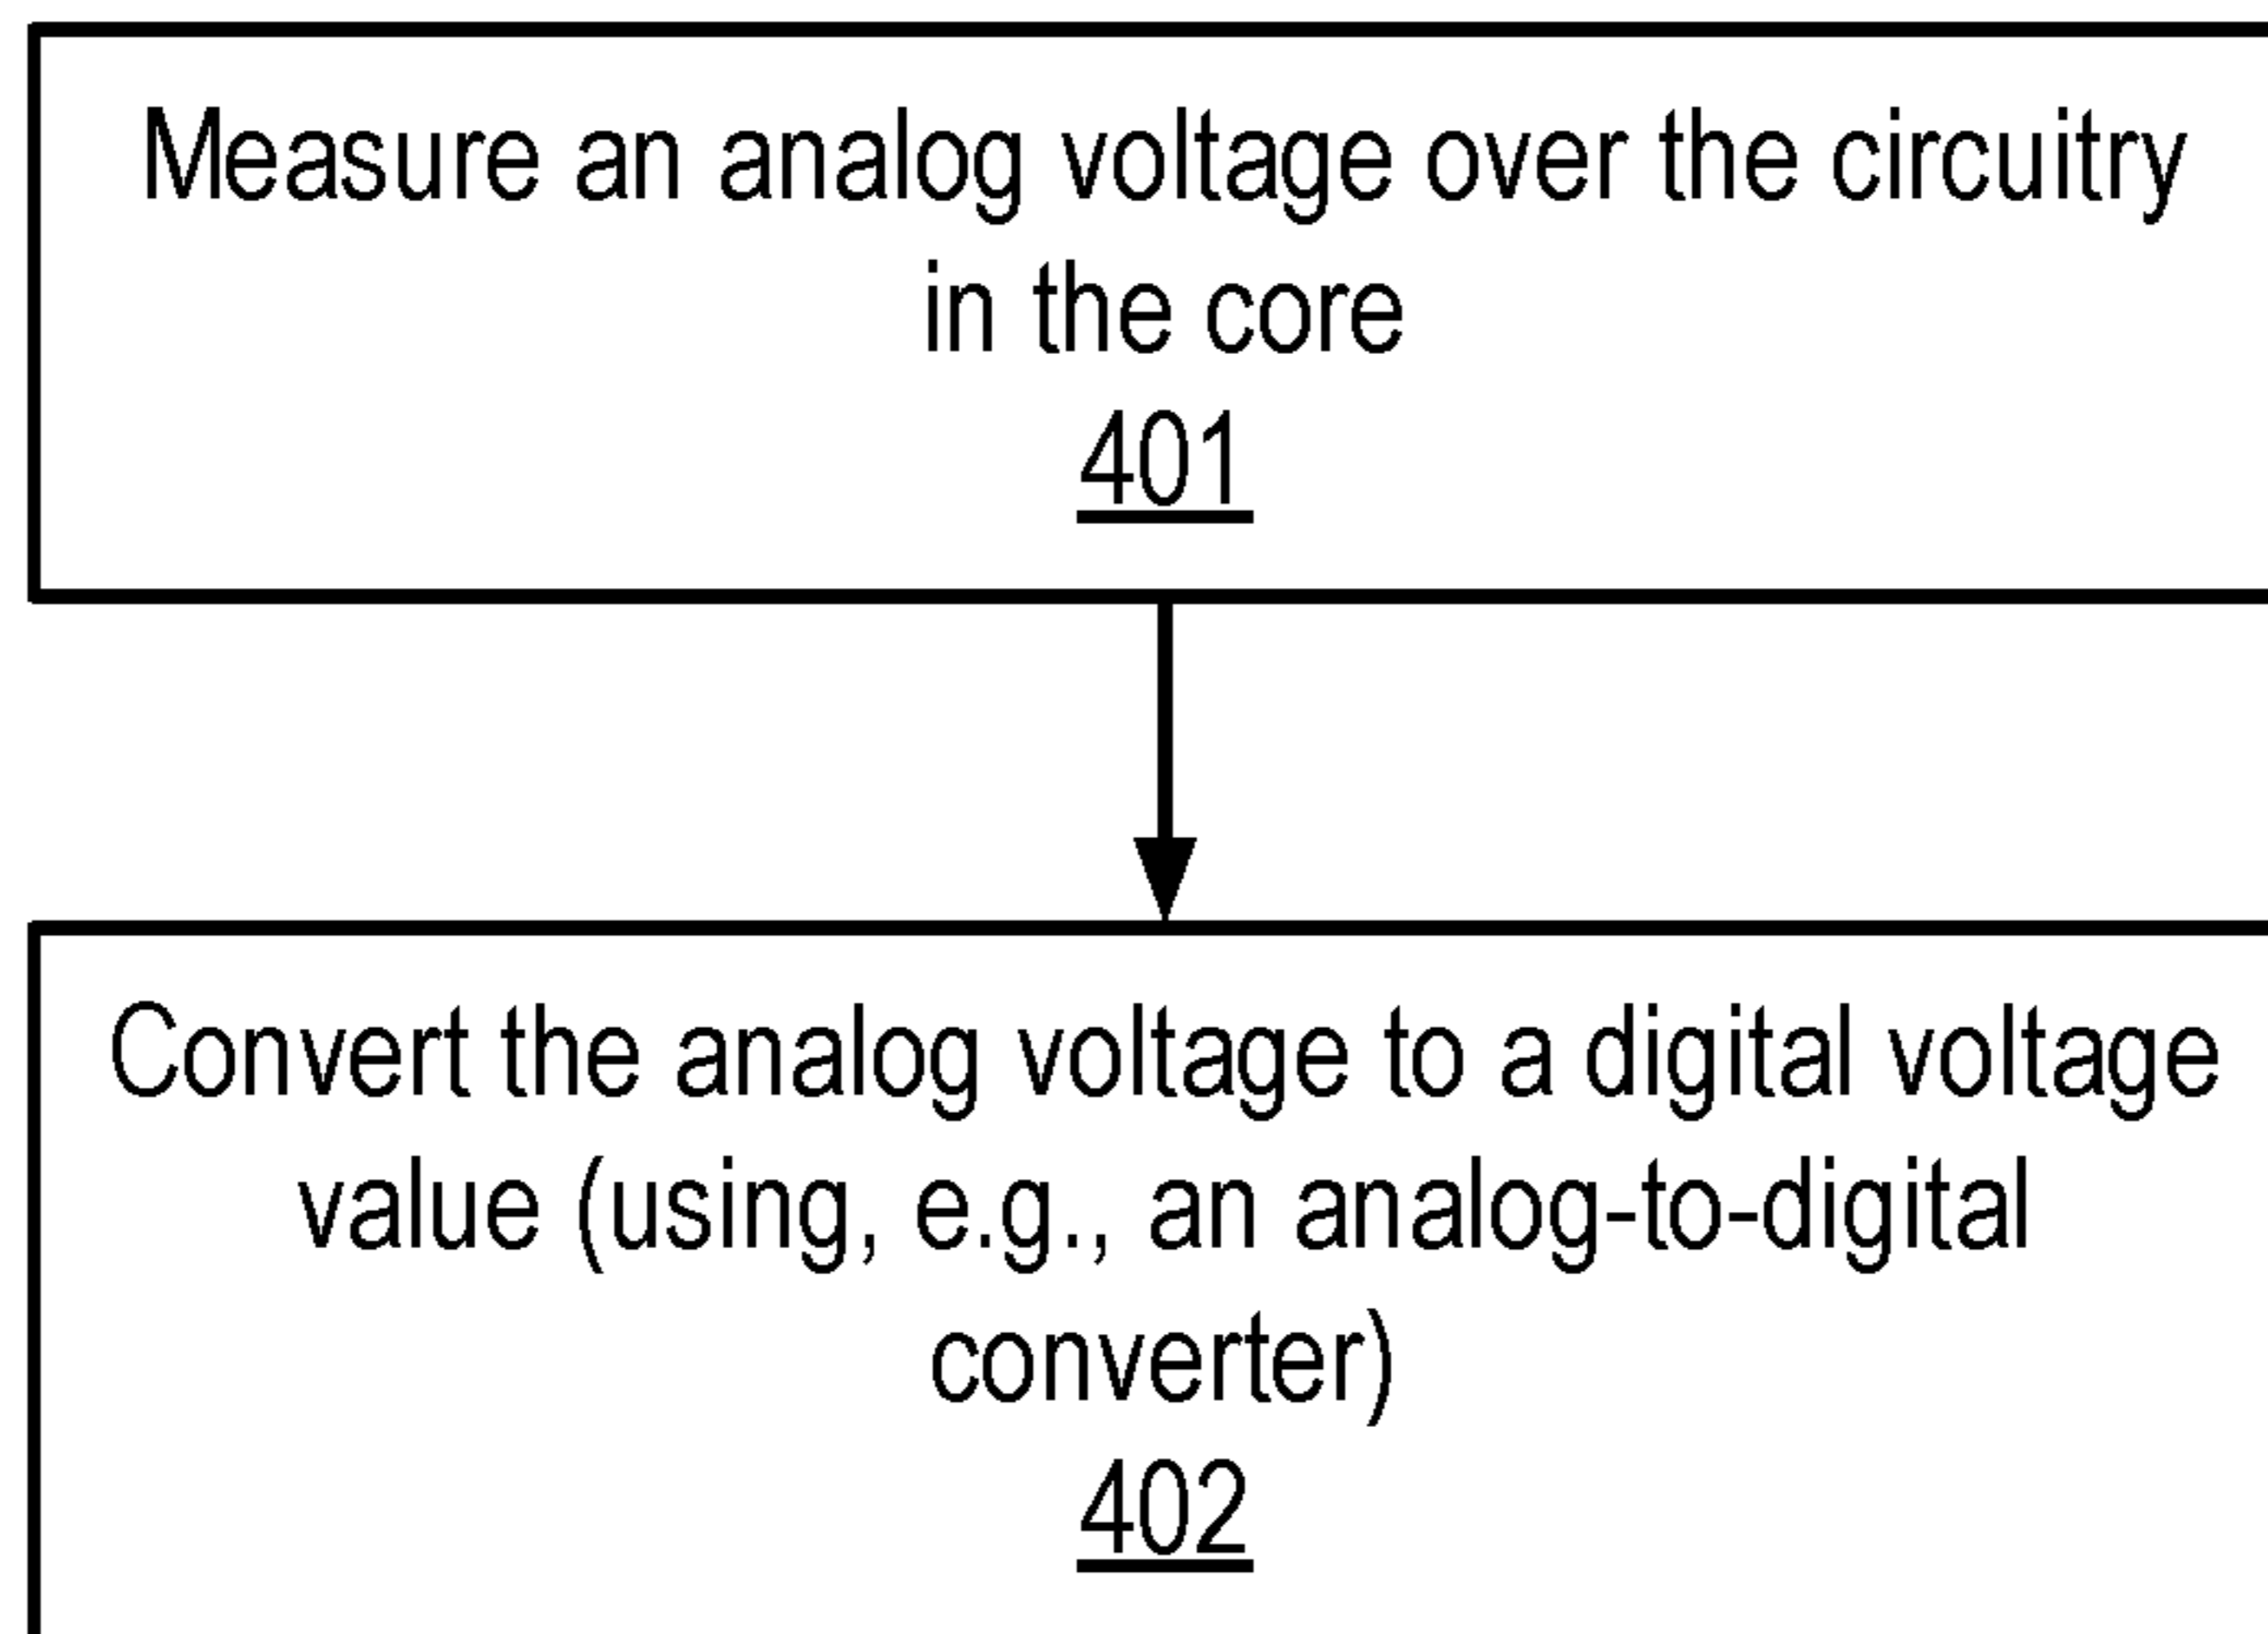 Measure an analog voltage over the circuitry
in the core
401
Convert the analog voltage to a digital voltage
value (using, e.g., an analog-to-digital
converter)
402